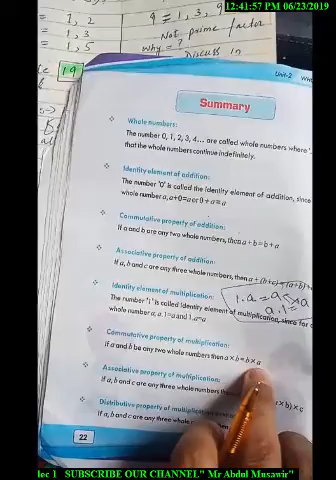 12:41:57 PM 06/23/2019
= 1, 2
9 = 1, 3, 9
= 1, 3
Not prime factor
= 1, 5
why = ?
Discuss in
19
Unit-2
Summary
Whole numbers:
The number 0, 1, 2, 3, 4... are called whole numbers where
that the whole numbers continue indefinitely.
Identity element of addition:
The number '0' is called the identity element of addition, since
whole number a, a+0=a or 0+a=a
Commutative property of addition:
If a and b are any two whole numbers, then a + b = b + a
Associative property of addition:
If a, b and c are any three whole numbers, then a + (b+c) = (a+b)+c
Identity element of multiplication:
The number '1' is called Identity element of multiplication, since for
whole number a, a.1=a and 1.a=a
1.a = a
a.1 =
Commutative property of multiplication:
If a and b be any two whole numbers then a × b = b × a
Associative property of multiplication:
If a, b and c are any three whole numbers × b) × c
Distributive property of multiplication
If a, b and c are any three whole numbers
22
lec 1 SUBSCRIBE OUR CHANNEL" Mr Abdul Musawir"